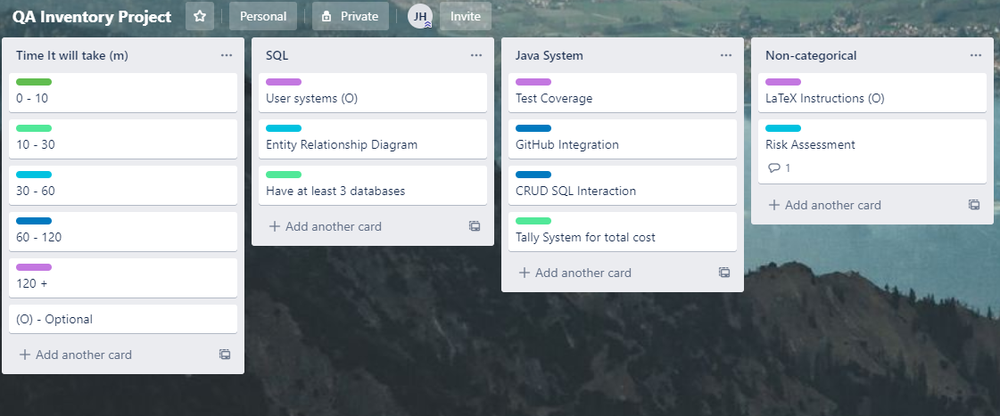 QA Inventory Project
Personal
Private
JH
Invite
Time It will take (m)
0 - 10
10 - 30
30 - 60
60 - 120
120 +
(O) - Optional
Add another card
SQL
User systems (O)
Entity Relationship Diagram
Have at least 3 databases
Add another card
Java System
Test Coverage
GitHub Integration
CRUD SQL Interaction
Tally System for total cost
Add another card
Non-categorical
LaTeX Instructions (O)
Risk Assessment
1
Add another card